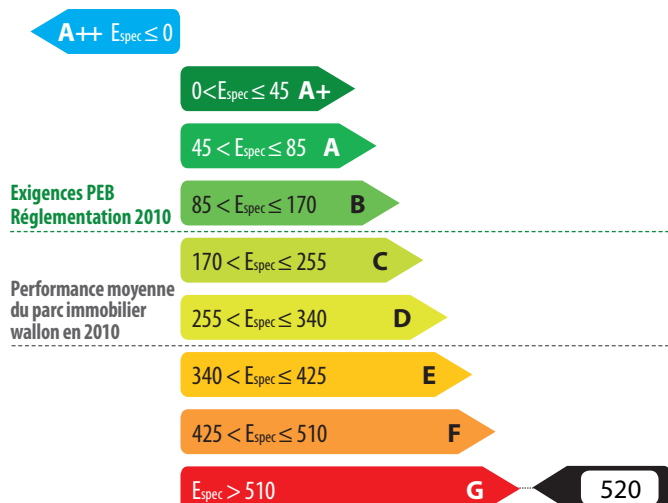 A++ Espec ≤ 0
0<Espec ≤ 45 A+
45 < Espec ≤ 85 A
Exigences PEB
Réglementation 2010
85 < Espec ≤ 170 B
170 < Espec ≤ 255 C
Performance moyenne
du parc immobilier
wallon en 2010
255 < Espec ≤ 340 D
340 < Espec ≤ 425 E
425 < Espec ≤ 510 F
Espec > 510 G 520